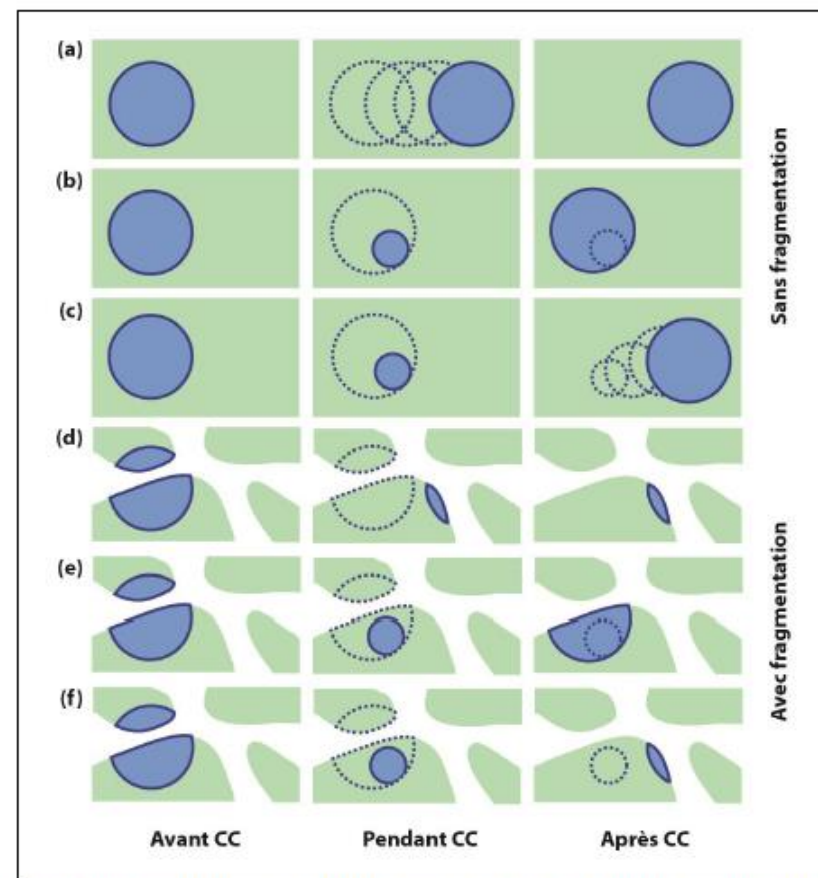 (a)
(b)
(c)
Sans fragmentation
(d)
(e)
(f)
Avec fragmentation
Avant CC
Pendant CC
Après CC